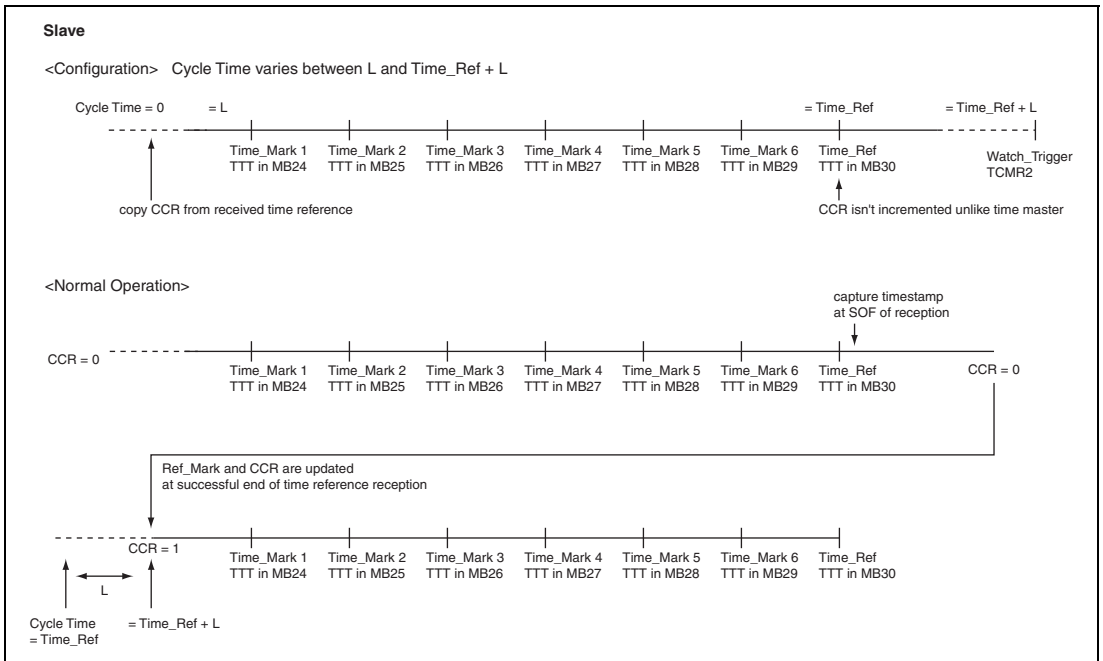 Slave
<Configuration> Cycle Time varies between L and Time_Ref + L
Cycle Time = 0 = L = Time_Ref = Time_Ref + L
Time_Mark 1 Time_Mark 2 Time_Mark 3 Time_Mark 4 Time_Mark 5 Time_Mark 6 Time_Ref
TTT in MB24 TTT in MB25 TTT in MB26 TTT in MB27 TTT in MB28 TTT in MB29 TTT in MB30
Watch_Trigger
TCMR2
copy CCR from received time reference
CCR isn't incremented unlike time master
<Normal Operation>
capture timestamp
at SOF of reception
CCR = 0
Time_Mark 1 Time_Mark 2 Time_Mark 3 Time_Mark 4 Time_Mark 5 Time_Mark 6 Time_Ref
TTT in MB24 TTT in MB25 TTT in MB26 TTT in MB27 TTT in MB28 TTT in MB29 TTT in MB30
CCR = 0
Ref_Mark and CCR are updated
at successful end of time reference reception
CCR = 1
Time_Mark 1 Time_Mark 2 Time_Mark 3 Time_Mark 4 Time_Mark 5 Time_Mark 6 Time_Ref
TTT in MB24 TTT in MB25 TTT in MB26 TTT in MB27 TTT in MB28 TTT in MB29 TTT in MB30
L
Cycle Time
= Time_Ref
= Time_Ref + L